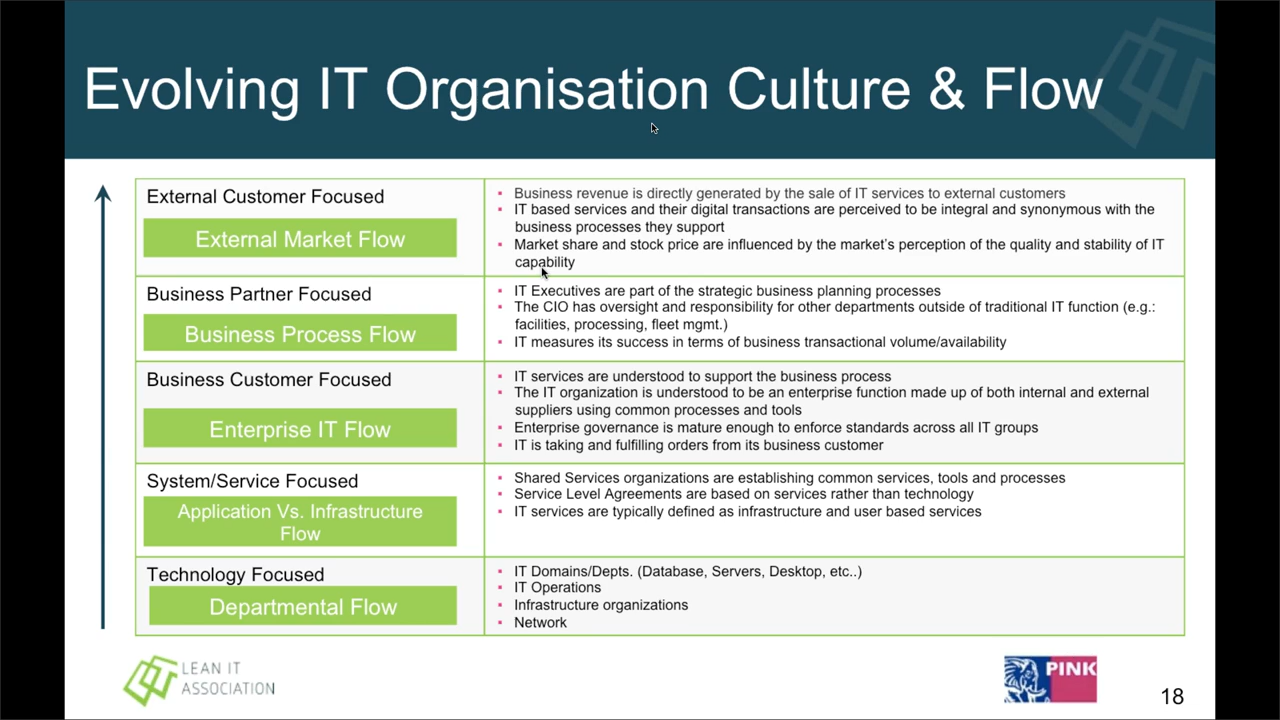 Evolving IT Organisation Culture & Flow
External Customer Focused
External Market Flow
Business revenue is directly generated by the sale of IT services to external customers
IT based services and their digital transactions are perceived to be integral and synonymous with the
business processes they support
Market share and stock price are influenced by the market's perception of the quality and stability of IT
capability
Business Partner Focused
Business Process Flow
IT Executives are part of the strategic business planning processes
The CIO has oversight and responsibility for other departments outside of traditional IT function (e.g.:
facilities, processing, fleet mgmt.)
IT measures its success in terms of business transactional volume/availability
Business Customer Focused
Enterprise IT Flow
IT services are understood to support the business process
The IT organization is understood to be an enterprise function made up of both internal and external
suppliers using common processes and tools
Enterprise governance is mature enough to enforce standards across all IT groups
IT is taking and fulfilling orders from its business customer
System/Service Focused
Application Vs. Infrastructure
Flow
Shared Services organizations are establishing common services, tools and processes
Service Level Agreements are based on services rather than technology
IT services are typically defined as infrastructure and user based services
Technology Focused
Departmental Flow
IT Domains/Depts. (Database, Servers, Desktop, etc..)
IT Operations
Infrastructure organizations
Network
LEAN IT
ASSOCIATION
PINK
18